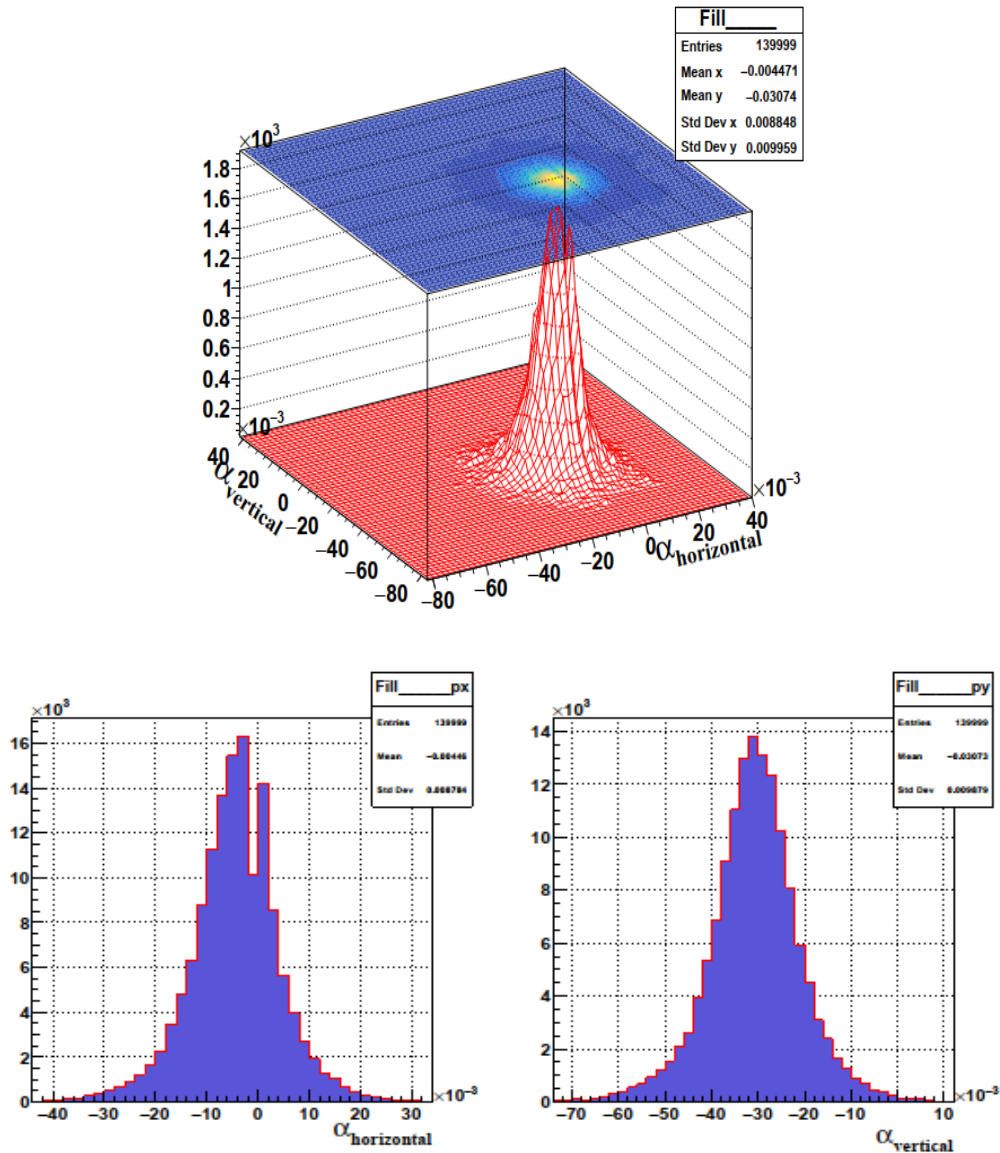 Fill_____
Entries 139999
Mean x −0.004471
Mean y −0.03074
Std Dev x 0.008848
Std Dev y 0.009959
×10³
1.8
1.6
1.4
1.2
1
0.8
0.6
0.4
0.2
×10⁻³
40
20
0
−20
−40
−60
−80
α vertical
−80
−60
−40
−20
0
20
40
×10⁻³
α horizontal
Fill______px
Entries 139999
Mean −0.00445
Std Dev 0.008784
×10³
16
14
12
10
8
6
4
2
0
−40 −30 −20 −10 0 10 20 30 ×10⁻³
α horizontal
Fill______py
Entries 139999
Mean −0.03073
Std Dev 0.009879
×10³
14
12
10
8
6
4
2
0
−70 −60 −50 −40 −30 −20 −10 10 ×10⁻³
α vertical